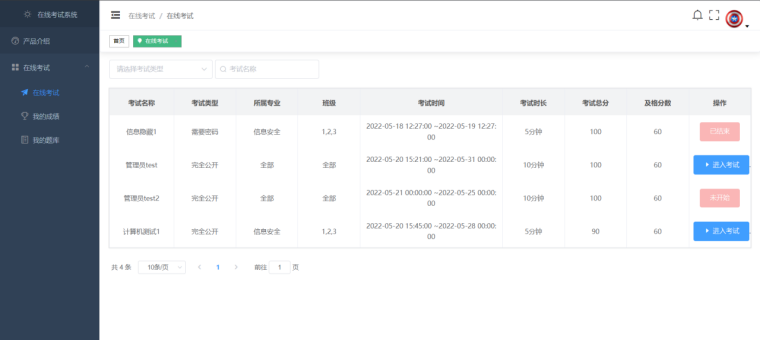 在线考试系统
产品介绍
在线考试
在线考试
我的成绩
我的题库
在线考试 / 在线考试
首页 在线考试
请选择考试类型 考试名称
考试名称 考试类型 所属专业 班级 考试时间 考试时长 考试总分 及格分数 操作
信息隐藏1 需要密码 信息安全 1,2,3 2022-05-18 12:27:00 ~2022-05-19 12:27:00 5分钟 100 60 已结束
管理员test 完全公开 全部 全部 2022-05-20 15:21:00 ~2022-05-31 00:00:00 10分钟 100 60 进入考试
管理员test2 完全公开 全部 全部 2022-05-21 00:00:00 ~2022-05-25 00:00:00 10分钟 100 60 未开始
计算机测试1 完全公开 信息安全 1,2,3 2022-05-20 15:45:00 ~2022-05-28 00:00:00 5分钟 90 60 进入考试
共 4 条 10条/页 1 前往 1 页